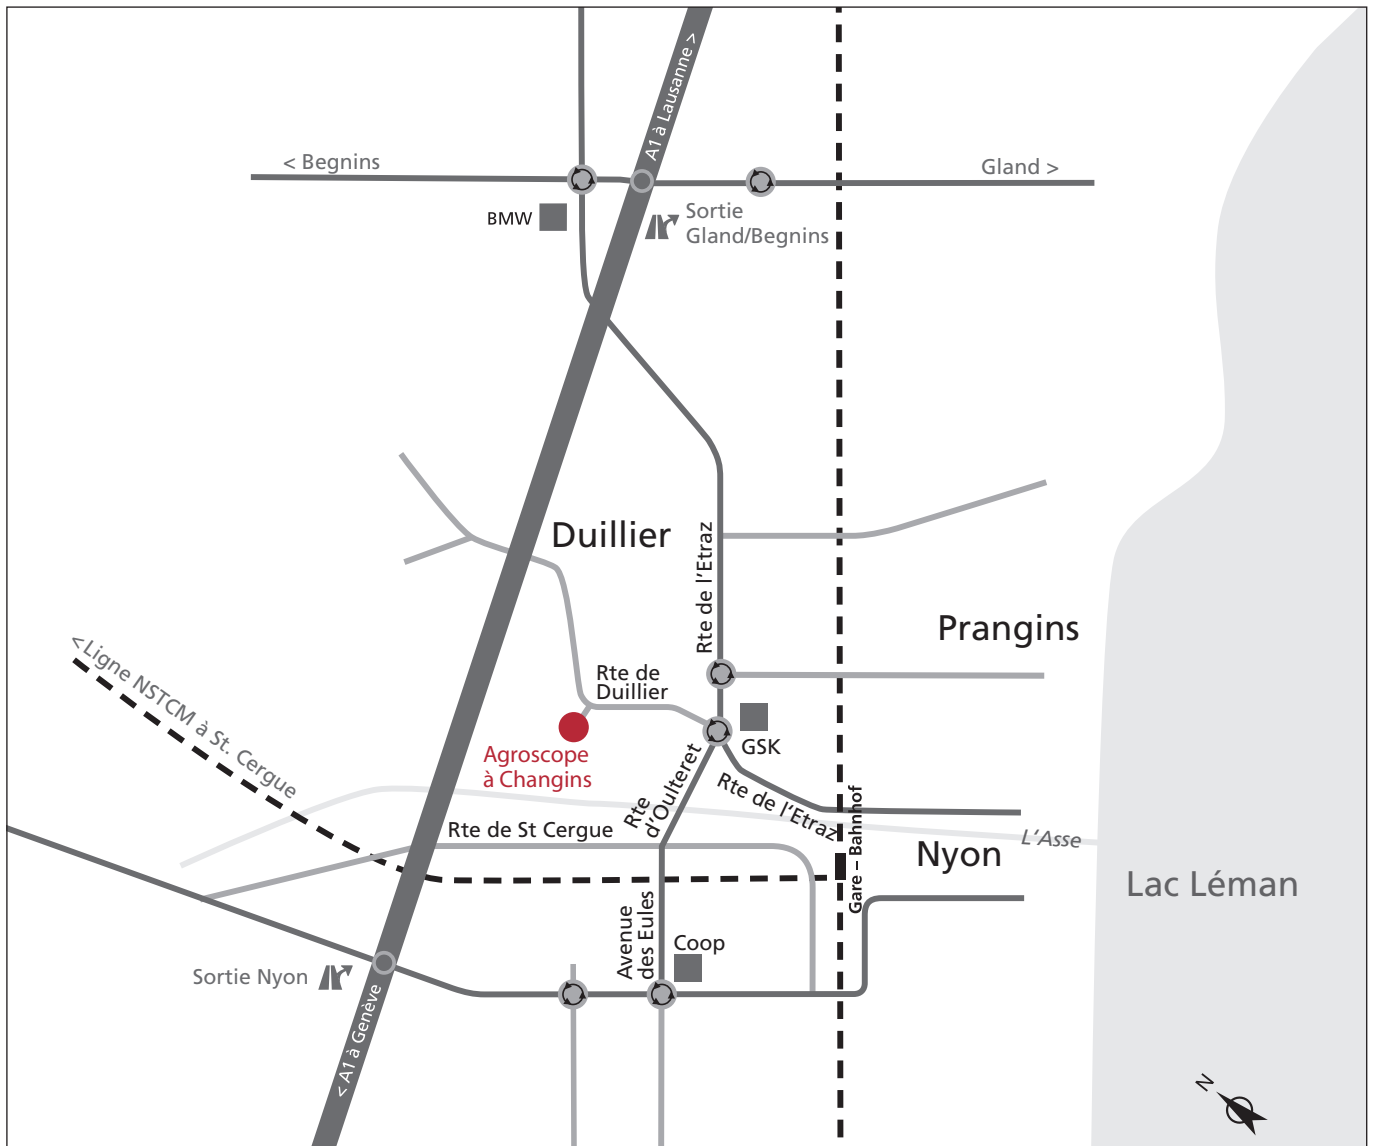 A1 à Lausanne >
< Begnins
Gland >
BMW
Sortie
Gland/Begnins
Duillier
Rte de l'Etraz
Prangins
< Ligne NSTCM à St. Cergue
Rte de
Duillier
GSK
Agroscope
à Changins
Rte
d'Oulteret
Rte de l'Etraz
Gare – Bahnhof
Rte de St Cergue
L'Asse
Nyon
Lac Léman
Avenue
des Eules
Coop
Sortie Nyon
< A1 à Genève
N